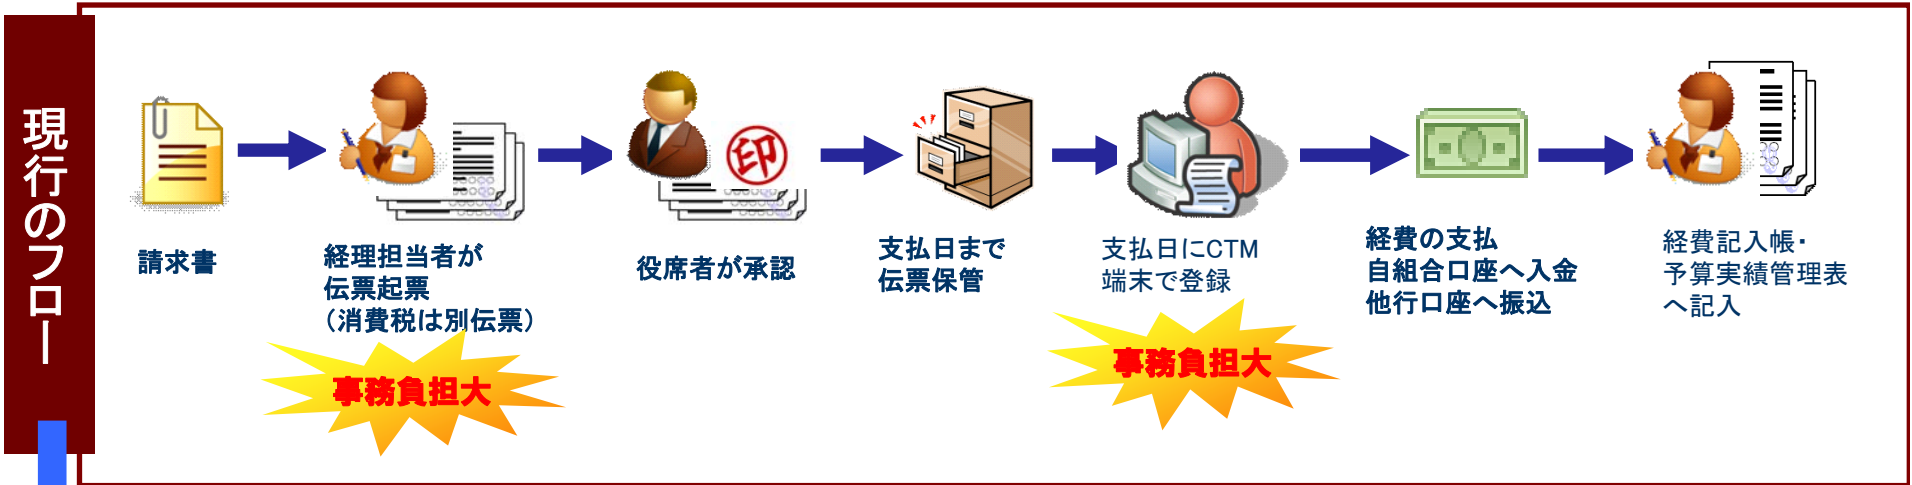 現行のフロー
印
請求書
経理担当者が
伝票起票
（消費税は別伝票）
事務負担大
役席者が承認
支払日まで
伝票保管
支払日にCTM
端末で登録
事務負担大
経費の支払
自組合口座へ入金
他行口座へ振込
経費記入帳・
予算実績管理表
へ記入